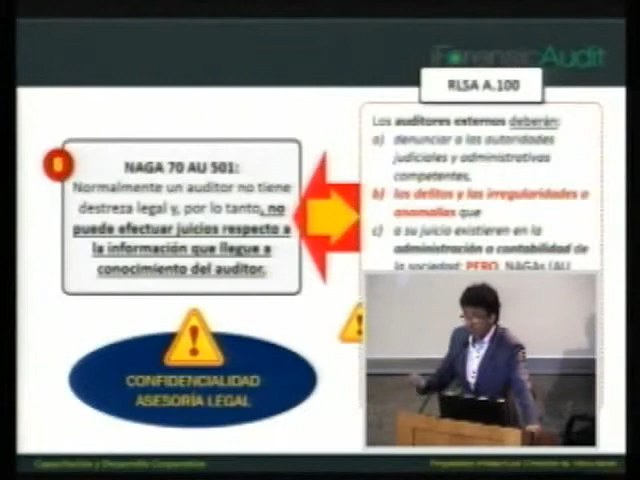 iForensicAudit
RLSA A.100
6
NAGA 70 AU 501:
Normalmente un auditor no tiene
destreza legal y, por lo tanto, no
puede efectuar juicios respecto a
la información que llegue a
conocimiento del auditor.
Los auditores externos deberán:
a) denunciar a las autoridades
judiciales y administrativas
competentes,
b) los delitos y las irregularidades o
anomalías que
c) a su juicio existieren en la
administración o contabilidad de
la sociedad; PERO, NAGAs (AU
CONFIDENCIALIDAD
ASESORÍA LEGAL
Capacitación y Desarrollo Corporativo